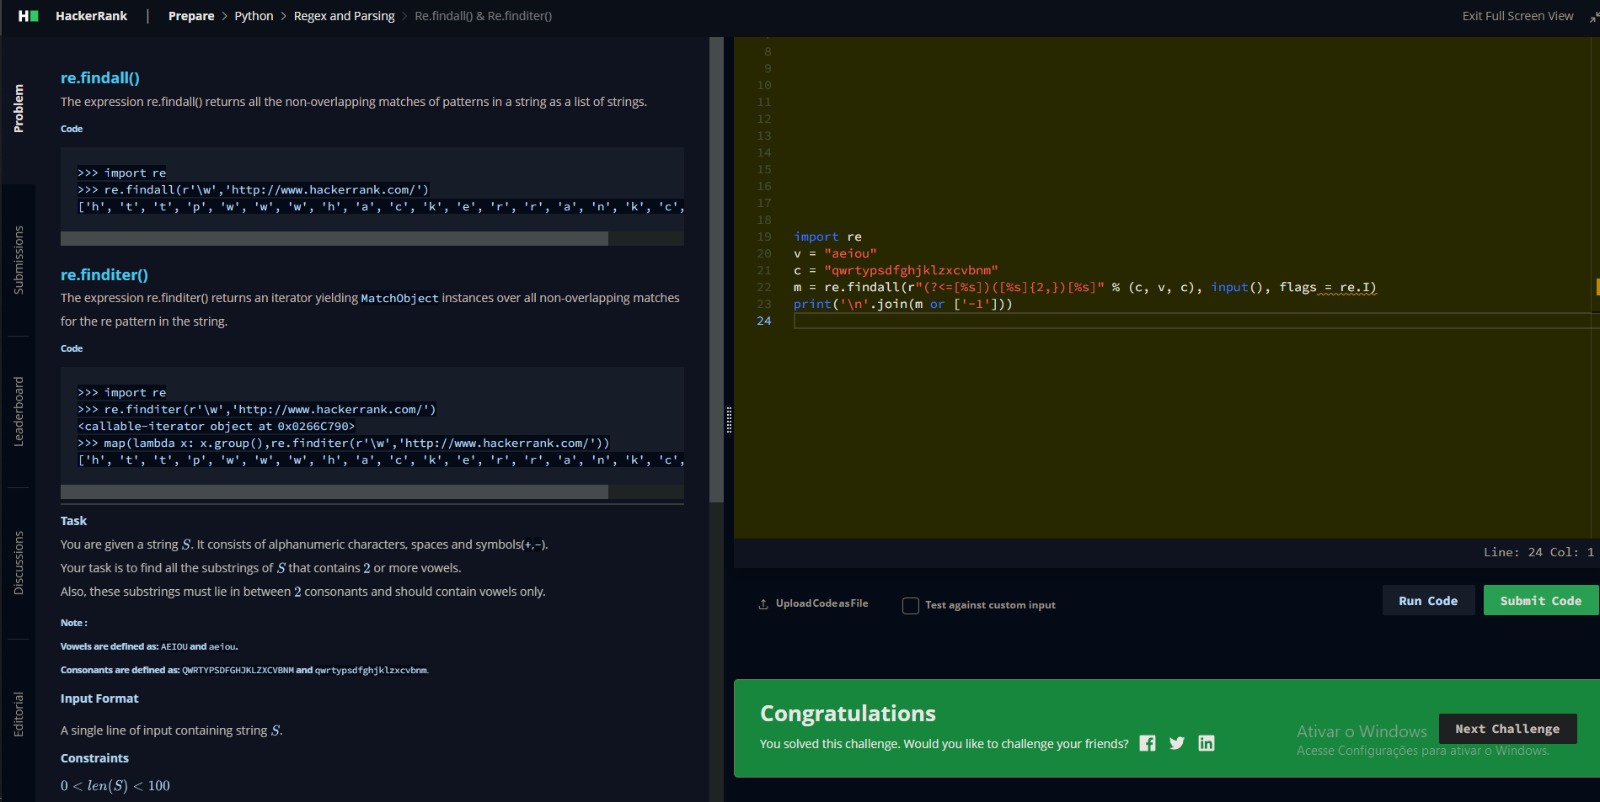 HackerRank | Prepare > Python > Regex and Parsing > Re.findall() & Re.finditer()
Exit Full Screen View
Problem
Submissions
Leaderboard
Discussions
Editorial
re.findall()
The expression re.findall() returns all the non-overlapping matches of patterns in a string as a list of strings.
Code
>>> import re
>>> re.findall(r'\w','http://www.hackerrank.com/')
['h', 't', 't', 'p', 'w', 'w', 'w', 'h', 'a', 'c', 'k', 'e', 'r', 'r', 'a', 'n', 'k', 'c',
re.finditer()
The expression re.finditer() returns an iterator yielding MatchObject instances over all non-overlapping matches
for the re pattern in the string.
Code
>>> import re
>>> re.finditer(r'\w','http://www.hackerrank.com/')
<callable-iterator object at 0x0266C790>
>>> map(lambda x: x.group(),re.finditer(r'\w','http://www.hackerrank.com/'))
['h', 't', 't', 'p', 'w', 'w', 'w', 'h', 'a', 'c', 'k', 'e', 'r', 'r', 'a', 'n', 'k', 'c',
Task
You are given a string S. It consists of alphanumeric characters, spaces and symbols(+,-).
Your task is to find all the substrings of S that contains 2 or more vowels.
Also, these substrings must lie in between 2 consonants and should contain vowels only.
Note :
Vowels are defined as: AEIOU and aeiou.
Consonants are defined as: QWRTYPSDFGHJKLZXCVBNM and qwrtypsdfghjklzxcvbnm.
Input Format
A single line of input containing string S.
Constraints
0 < len(S) < 100
8
9
10
11
12
13
14
15
16
17
18
19 import re
20 v = "aeiou"
21 c = "qwrtypsdfghjklzxcvbnm"
22 m = re.findall(r"(?<=[%s])([%s]{2,})[%s]" % (c, v, c), input(), flags = re.I)
23 print('\n'.join(m or ['-1']))
24
Line: 24 Col: 1
Upload Code as File
Test against custom input
Run Code
Submit Code
Congratulations
You solved this challenge. Would you like to challenge your friends?
Next Challenge
Ativar o Windows
Acesse Configurações para ativar o Windows.